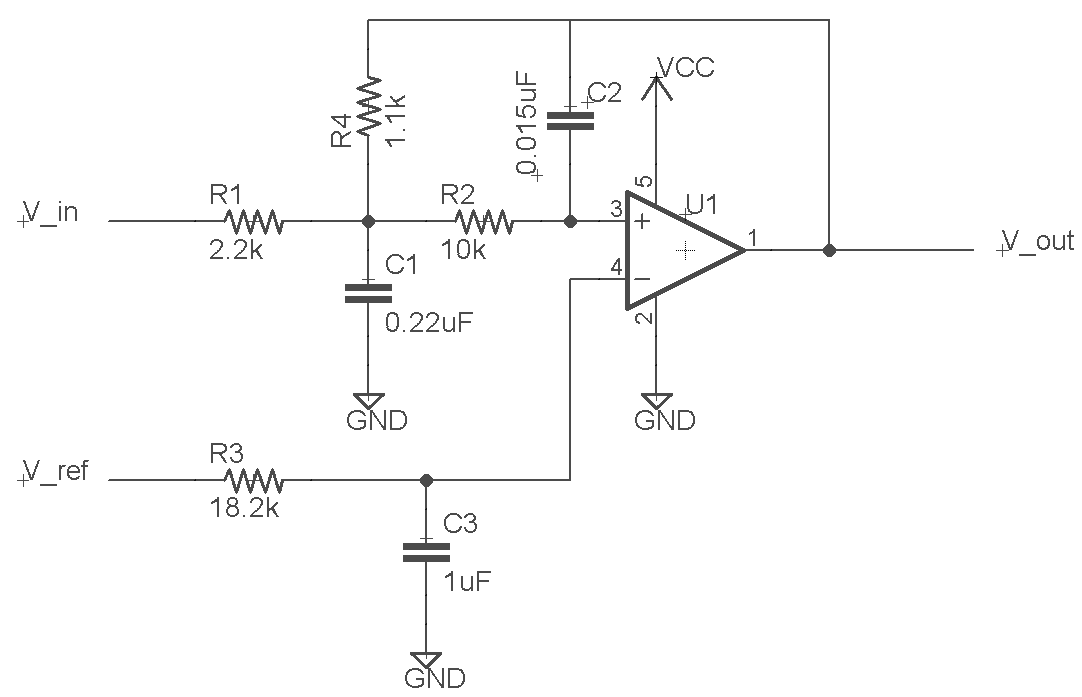 VCC
C2
0.015uF
R4
1.1k
5
U1
R1
R2
V_in
3
+
1
V_out
2.2k
10k
4
−
C1
0.22uF
2
GND
GND
R3
V_ref
18.2k
C3
1uF
GND